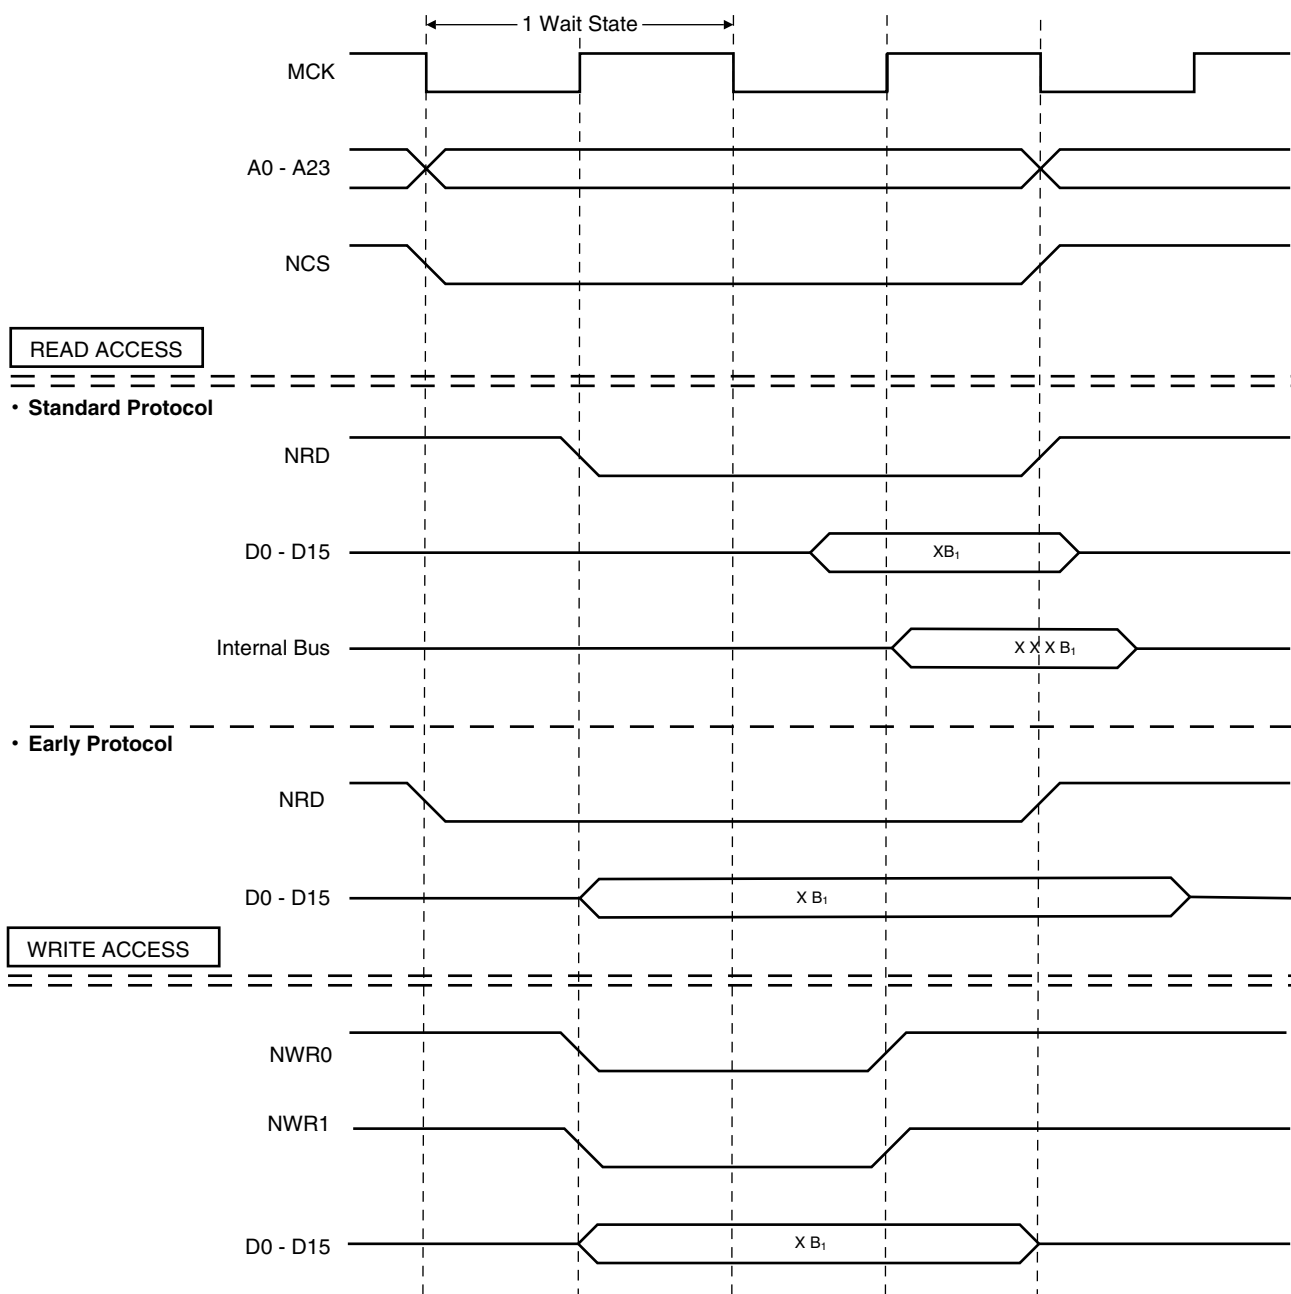 1 Wait State
MCK
A0 - A23
NCS
READ ACCESS
• Standard Protocol
NRD
D0 - D15
XB₁
Internal Bus
X X X B₁
• Early Protocol
NRD
D0 - D15
X B₁
WRITE ACCESS
NWR0
NWR1
D0 - D15
X B₁